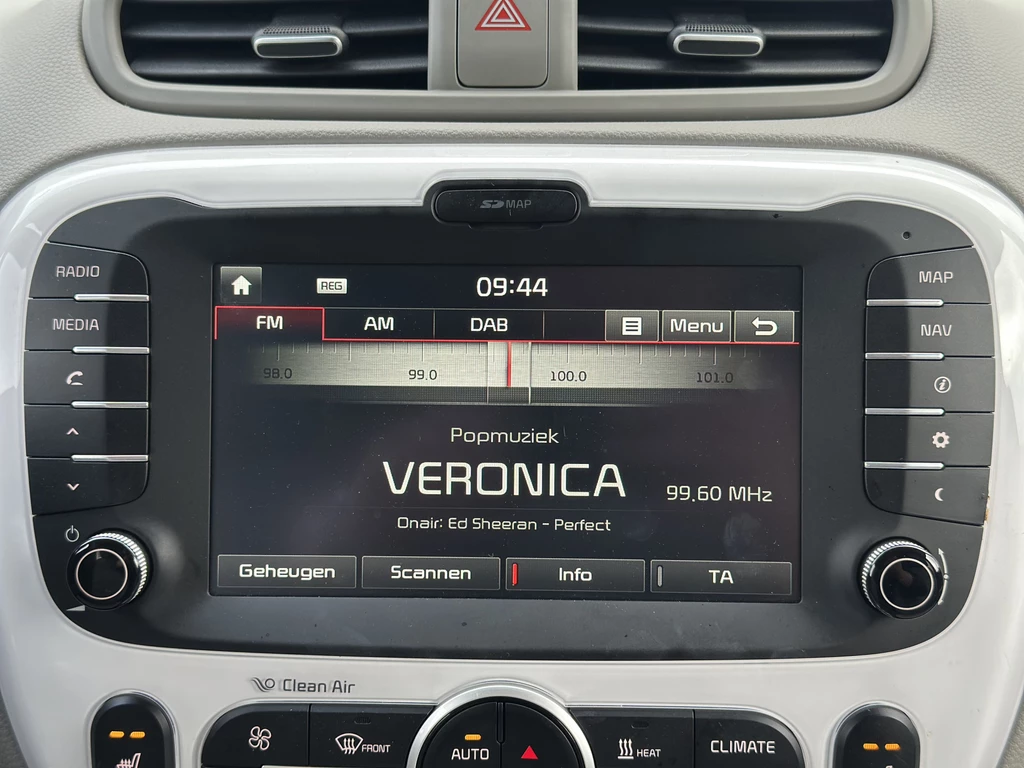 SD MAP
RADIO
MEDIA
MAP
NAV
REG
09:44
FM AM DAB Menu
98.0 99.0 100.0 101.0
Popmuziek
VERONICA
99.60 MHz
Onair: Ed Sheeran - Perfect
Geheugen Scannen Info TA
Clean Air
FRONT AUTO HEAT CLIMATE